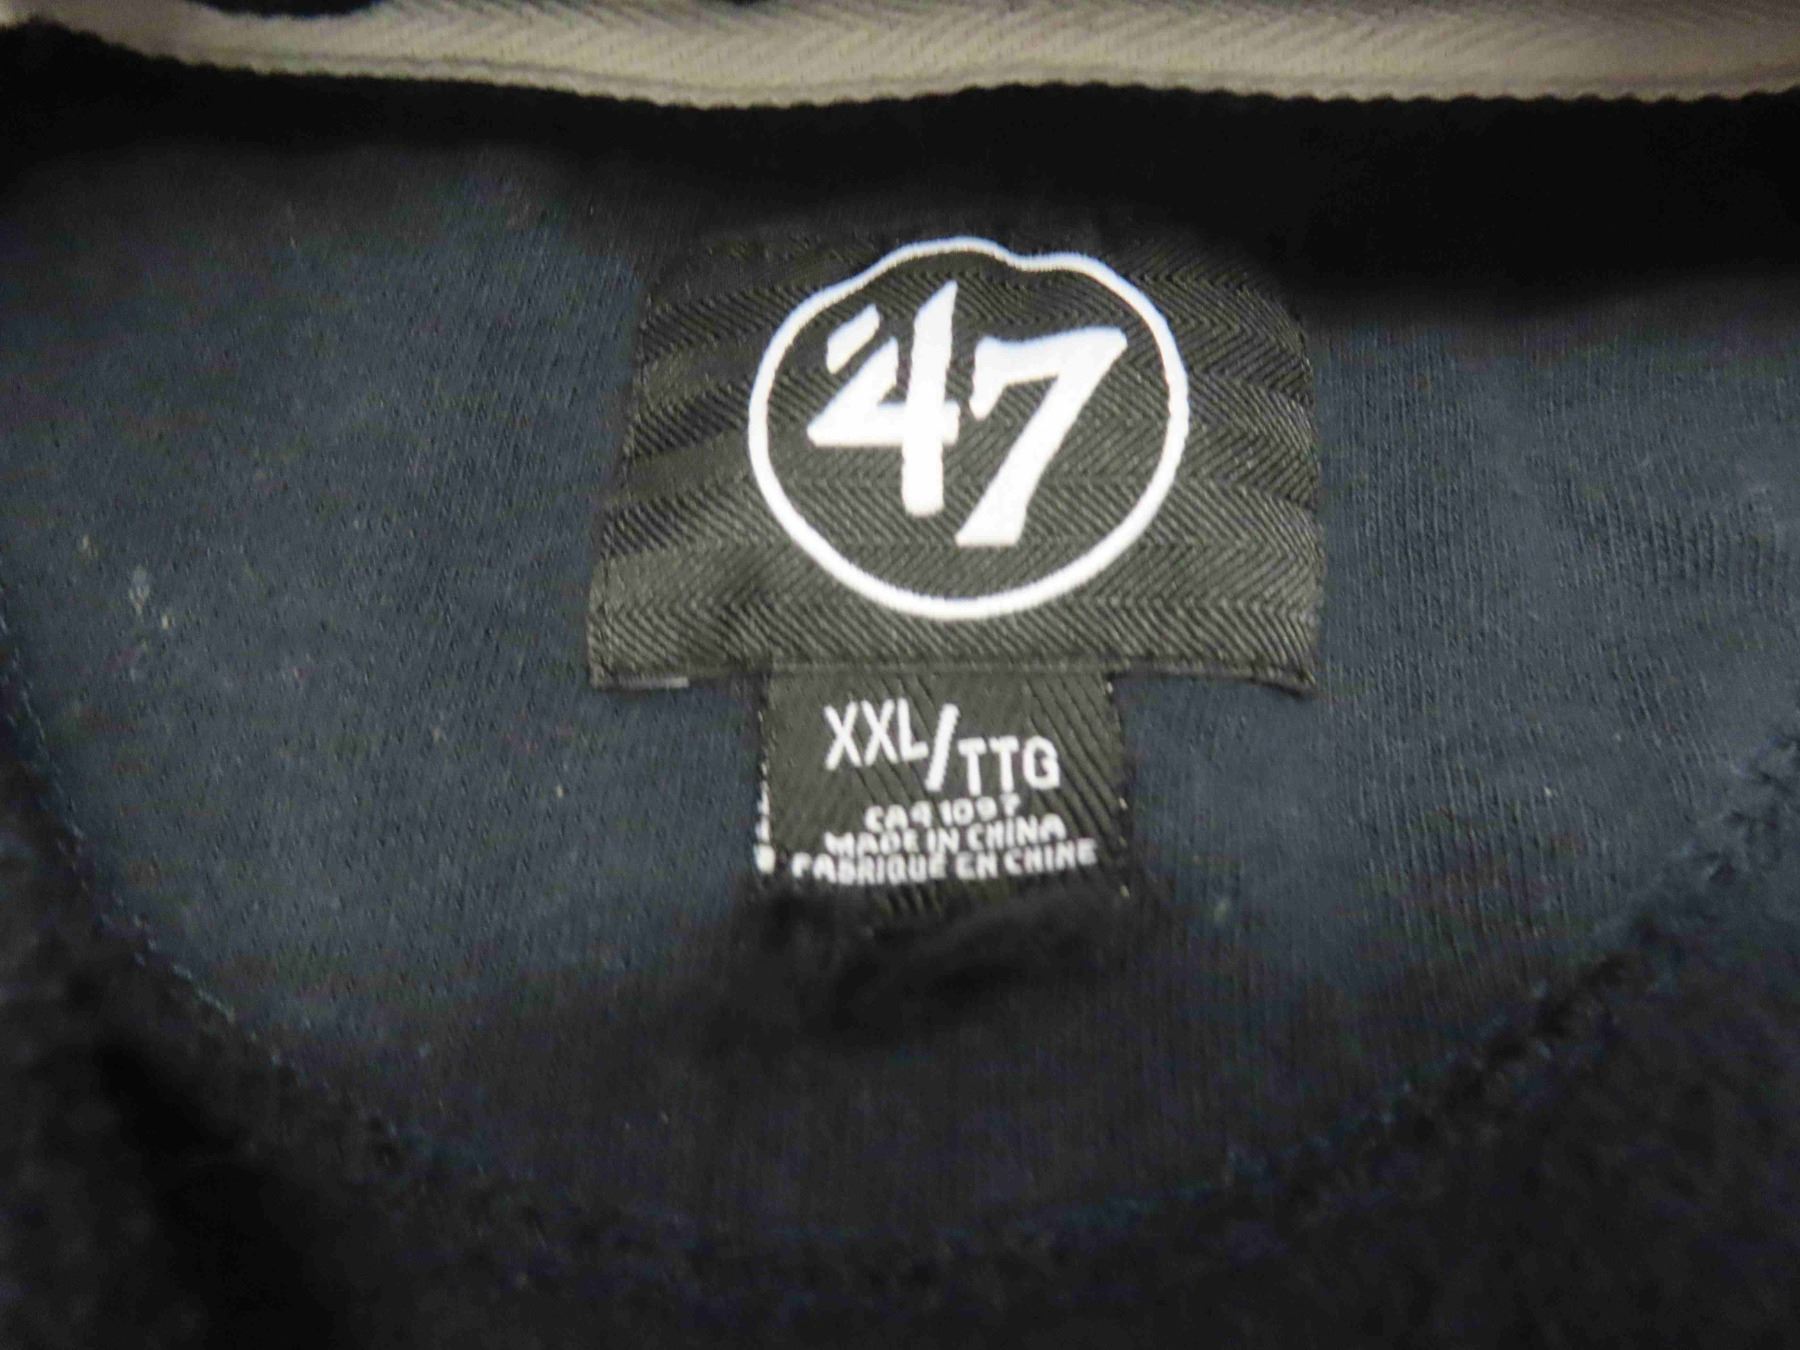 '47
XXL/TTG
CA41097
MADE IN CHINA
FABRIQUE EN CHINE